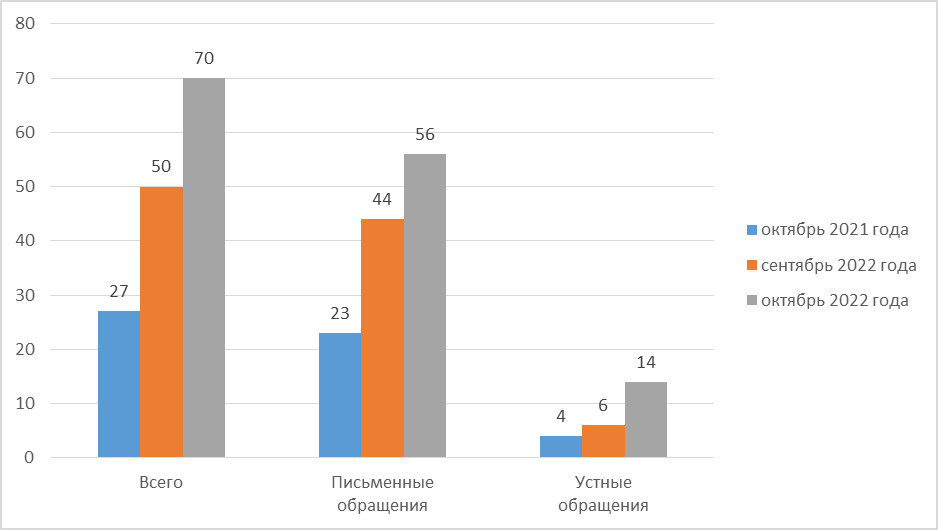 80
70
60
50
40
30
20
10
0
27
50
70
23
44
56
4
6
14
Всего
Письменные
обращения
Устные
обращения
октябрь 2021 года
сентябрь 2022 года
октябрь 2022 года